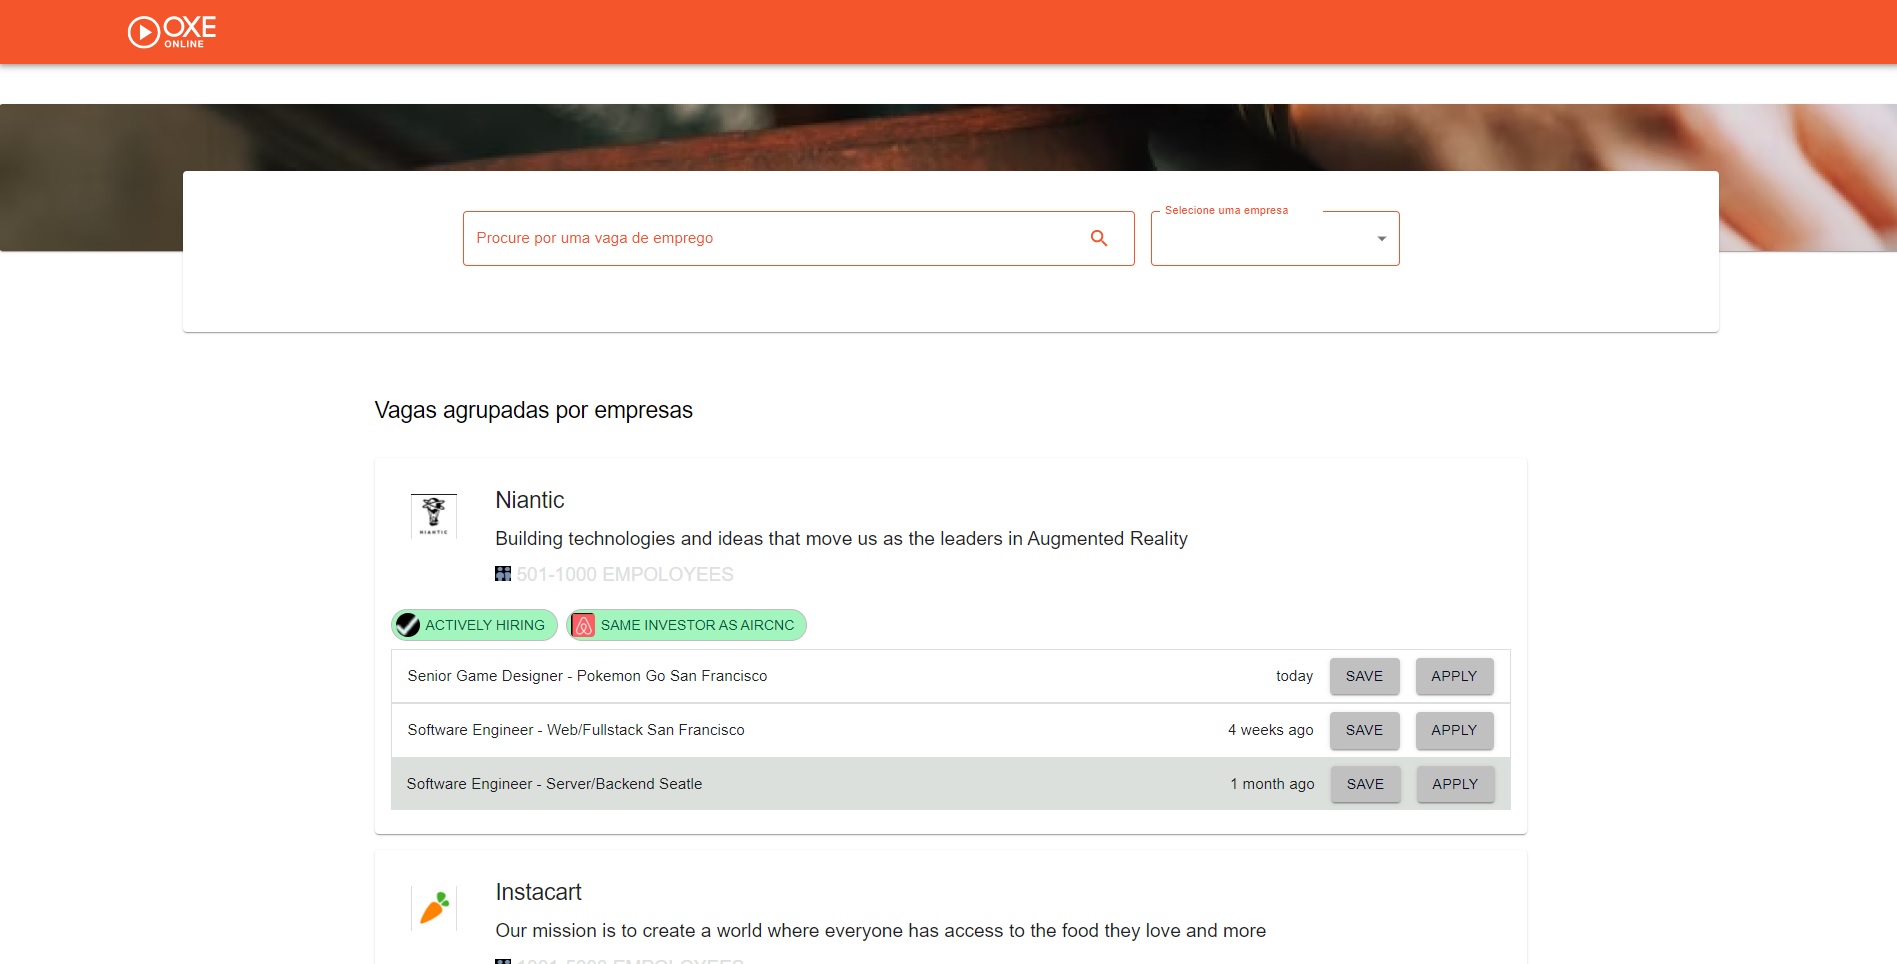 OXE
ONLINE
Procure por uma vaga de emprego
Selecione uma empresa
Vagas agrupadas por empresas
NIANTIC
Niantic
Building technologies and ideas that move us as the leaders in Augmented Reality
501-1000 EMPOLOYEES
ACTIVELY HIRING SAME INVESTOR AS AIRCNC
Senior Game Designer - Pokemon Go San Francisco today SAVE APPLY
Software Engineer - Web/Fullstack San Francisco 4 weeks ago SAVE APPLY
Software Engineer - Server/Backend Seatle 1 month ago SAVE APPLY
Instacart
Our mission is to create a world where everyone has access to the food they love and more